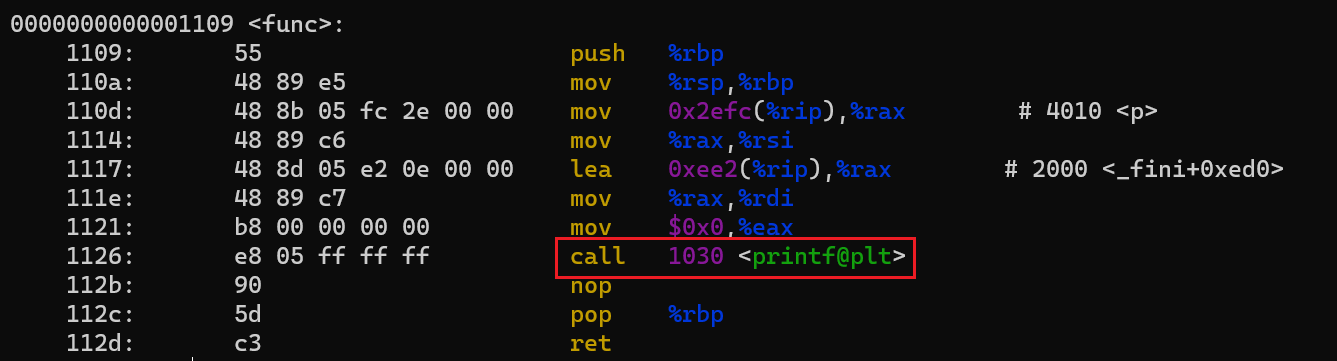 0000000000001109 <func>:
1109: 55 push %rbp
110a: 48 89 e5 mov %rsp,%rbp
110d: 48 8b 05 fc 2e 00 00 mov 0x2efc(%rip),%rax # 4010 <p>
1114: 48 89 c6 mov %rax,%rsi
1117: 48 8d 05 e2 0e 00 00 lea 0xee2(%rip),%rax # 2000 <_fini+0xed0>
111e: 48 89 c7 mov %rax,%rdi
1121: b8 00 00 00 00 mov $0x0,%eax
1126: e8 05 ff ff ff call 1030 <printf@plt>
112b: 90 nop
112c: 5d pop %rbp
112d: c3 ret